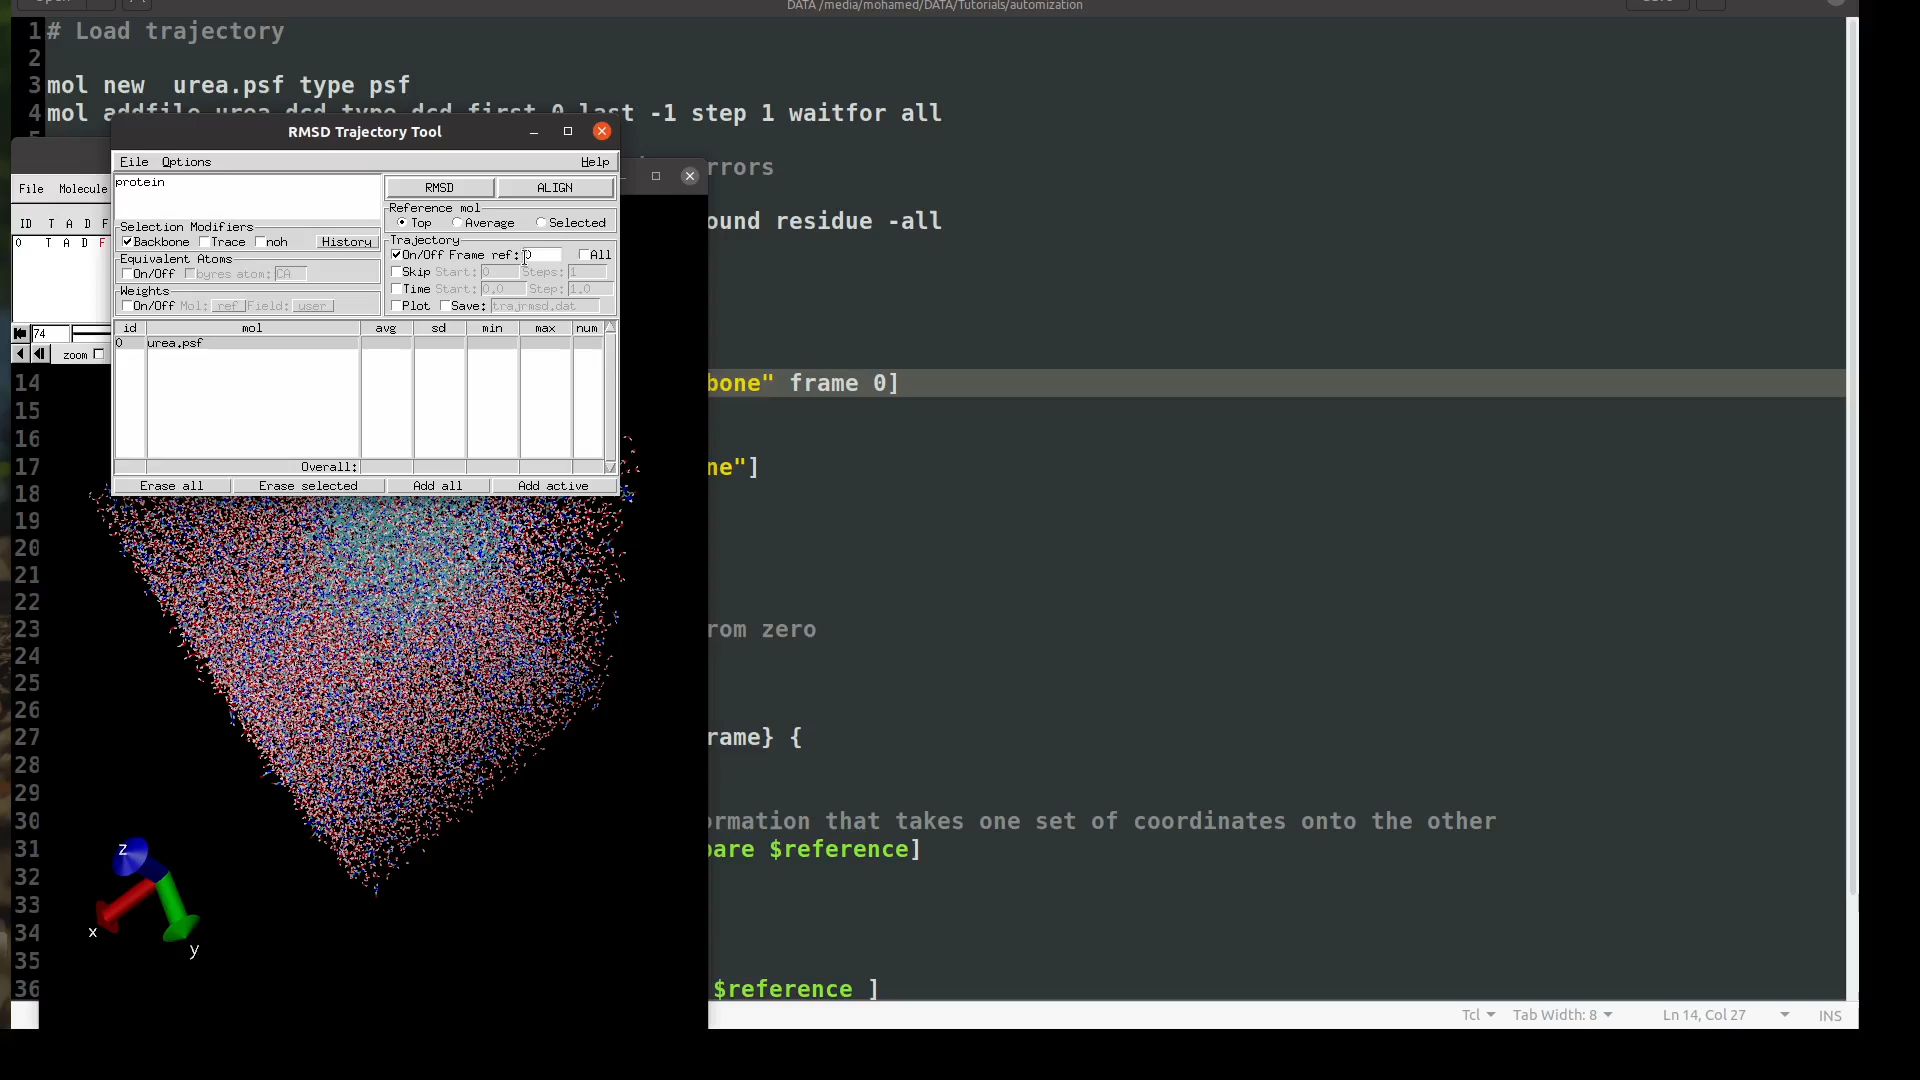 DATA /media/mohamed/DATA/Tutorials/automization
1 # Load trajectory
2
3 mol new urea.psf type psf
4 mol addfile urea.dcd type dcd first 0 last -1 step 1 waitfor all
rrors
ound residue -all
bone" frame 0]
ne"]
rom zero
rame} {
ormation that takes one set of coordinates onto the other
pare $reference]
$reference ]
14
15
16
17
18
19
20
21
22
23
24
25
26
27
28
29
30
31
32
33
34
35
36
RMSD Trajectory Tool
File Options Help
protein
RMSD ALIGN
Reference mol
Top Average Selected
Selection Modifiers
Backbone Trace noh History
Trajectory
On/Off Frame ref: 0 All
Equivalent Atoms
On/Off byres atom: CA
Skip Start: 0 Steps: 1
Time Start: 0.0 Step: 1.0
Weights
On/Off Mol: ref Field: user
Plot Save: trajrmsd.dat
id mol avg sd min max num
0 urea.psf
Overall:
Erase all Erase selected Add all Add active
File Molecule
ID T A D F
0 T A D F
74
zoom
z
x
y
Tcl Tab Width: 8 Ln 14, Col 27 INS